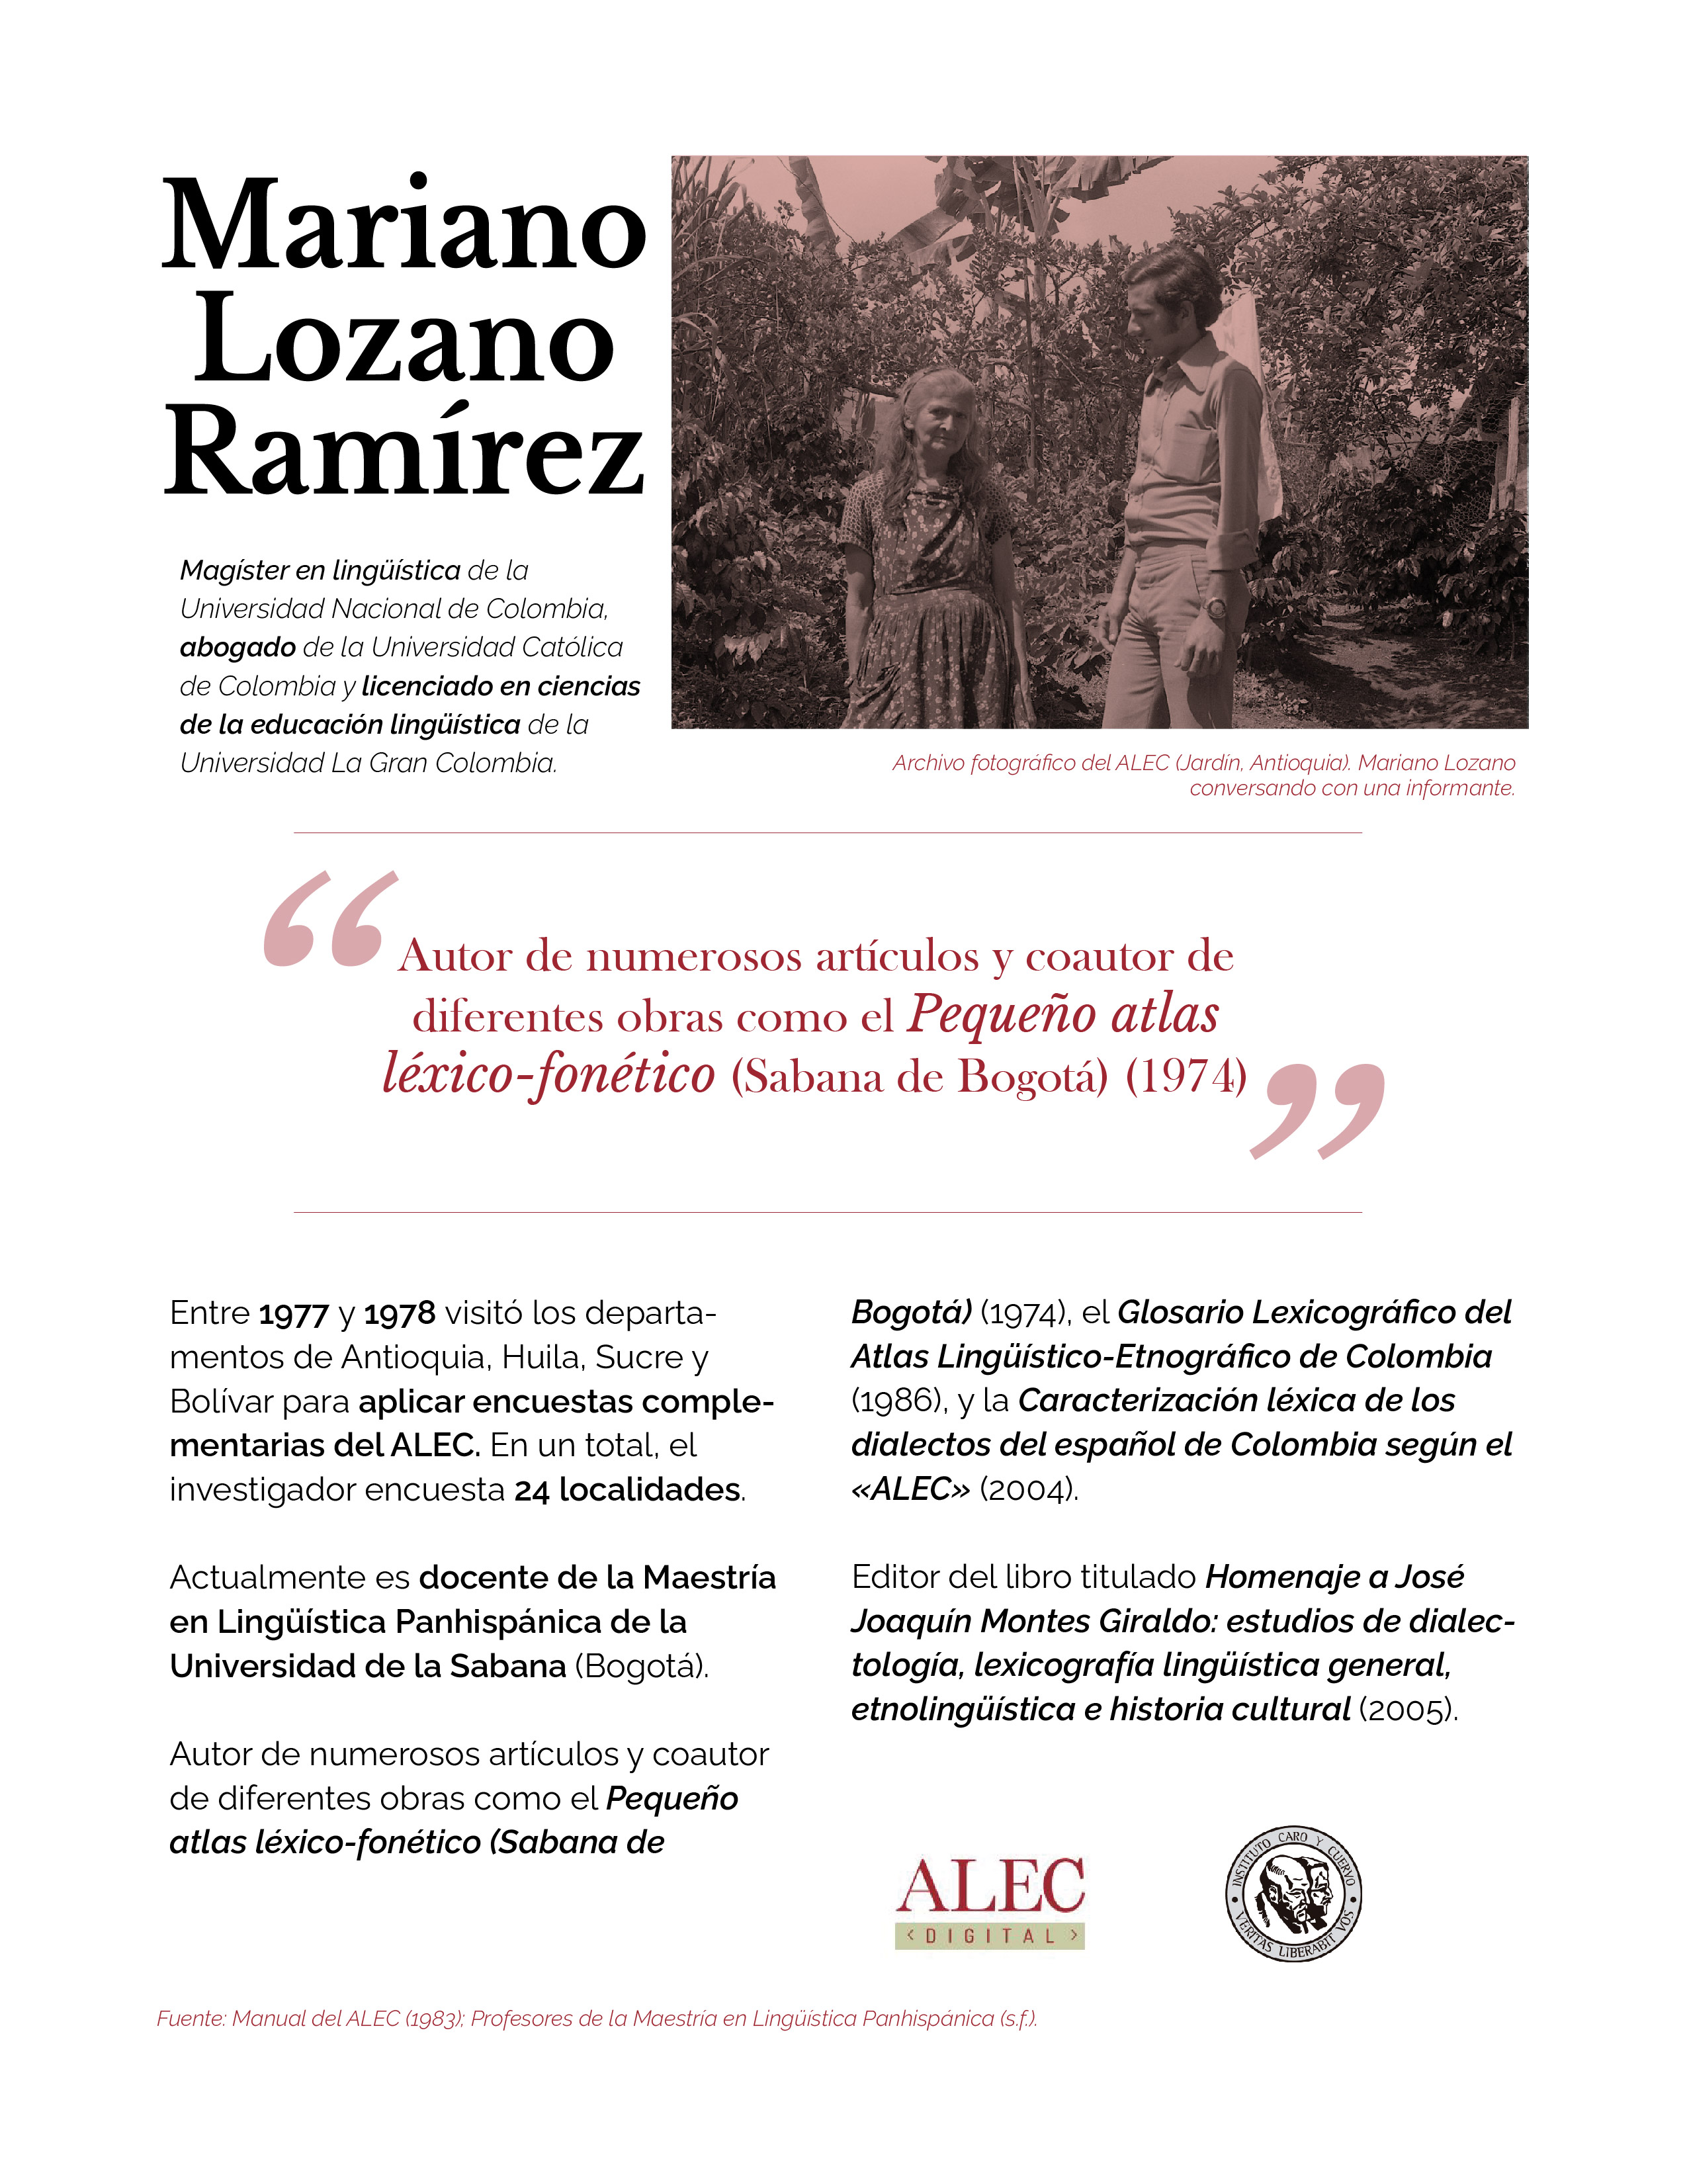 Mariano
Lozano
Ramírez
Magíster en lingüística de la
Universidad Nacional de Colombia,
abogado de la Universidad Católica
de Colombia y licenciado en ciencias
de la educación lingüística de la
Universidad La Gran Colombia.
Archivo fotográfico del ALEC (Jardín, Antioquia). Mariano Lozano
conversando con una informante.
“Autor de numerosos artículos y coautor de
diferentes obras como el Pequeño atlas
léxico-fonético (Sabana de Bogotá) (1974)”
Entre 1977 y 1978 visitó los departa-
mentos de Antioquia, Huila, Sucre y
Bolívar para aplicar encuestas comple-
mentarias del ALEC. En un total, el
investigador encuesta 24 localidades.
Actualmente es docente de la Maestría
en Lingüística Panhispánica de la
Universidad de la Sabana (Bogotá).
Autor de numerosos artículos y coautor
de diferentes obras como el Pequeño
atlas léxico-fonético (Sabana de
Bogotá) (1974), el Glosario Lexicográfico del
Atlas Lingüístico-Etnográfico de Colombia
(1986), y la Caracterización léxica de los
dialectos del español de Colombia según el
«ALEC» (2004).
Editor del libro titulado Homenaje a José
Joaquín Montes Giraldo: estudios de dialec-
tología, lexicografía lingüística general,
etnolingüística e historia cultural (2005).
ALEC
<DIGITAL>
INSTITUTO CARO Y CUERVO
VERITAS LIBERABIT VOS
Fuente: Manual del ALEC (1983); Profesores de la Maestría en Lingüística Panhispánica (s.f.).